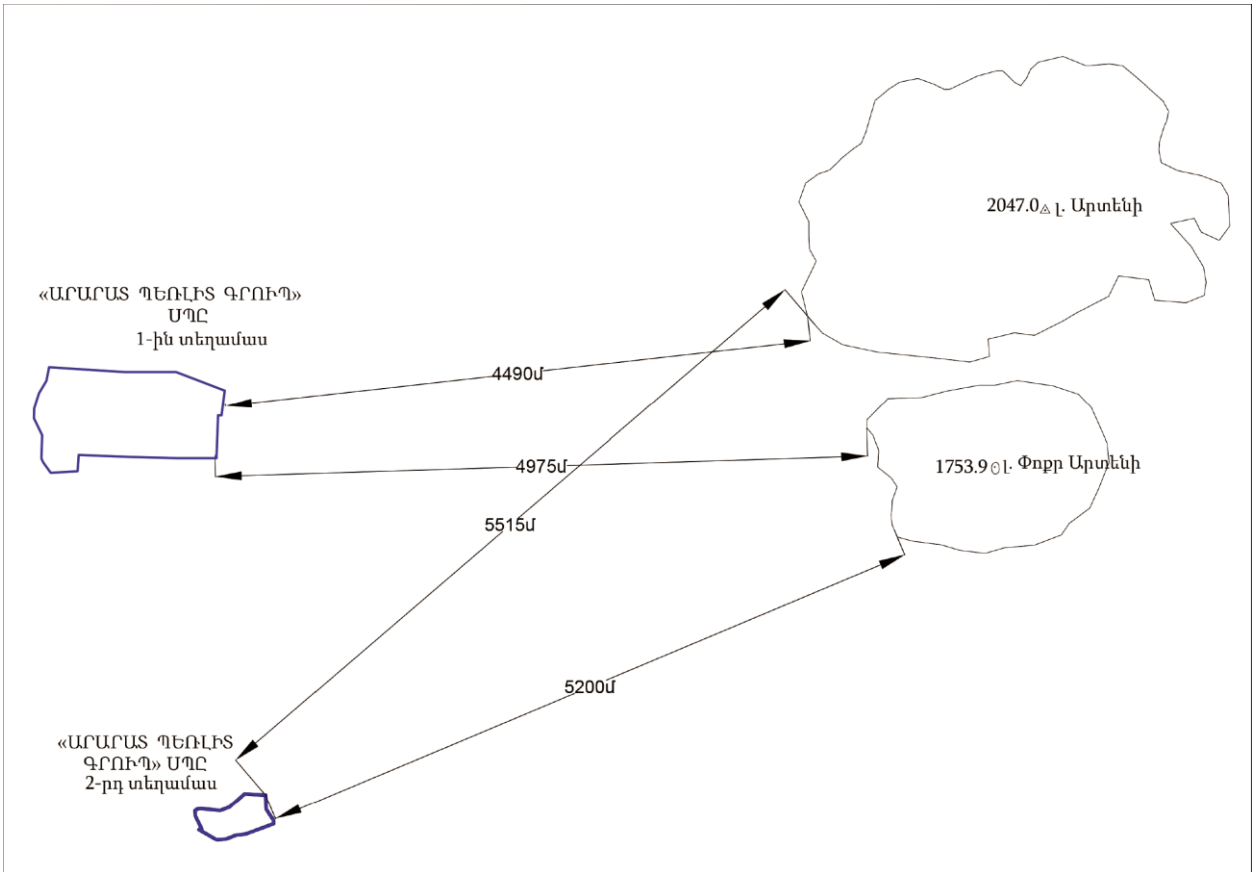 2047.0 լ. Արտենի
«ԱՐԱՐԱՏ ՊԵՌԼԻՏ ԳՐՈՒՊ»
ՍՊԸ
1-ին տեղամաս
4490մ
4975մ
1753.9 լ. Փոքր Արտենի
5515մ
5200մ
«ԱՐԱՐԱՏ ՊԵՌԼԻՏ
ԳՐՈՒՊ» ՍՊԸ
2-րդ տեղամաս